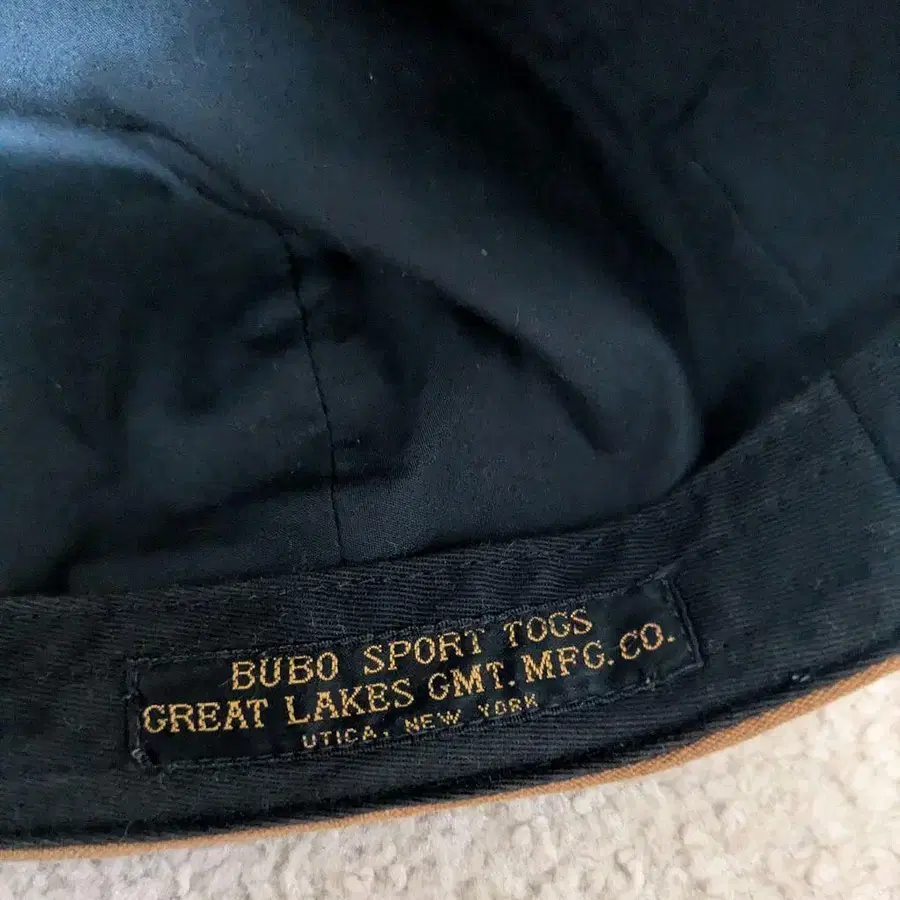 BUBO SPORT TOGS
GREAT LAKES GMT. MFG. CO.
UTICA, NEW YORK